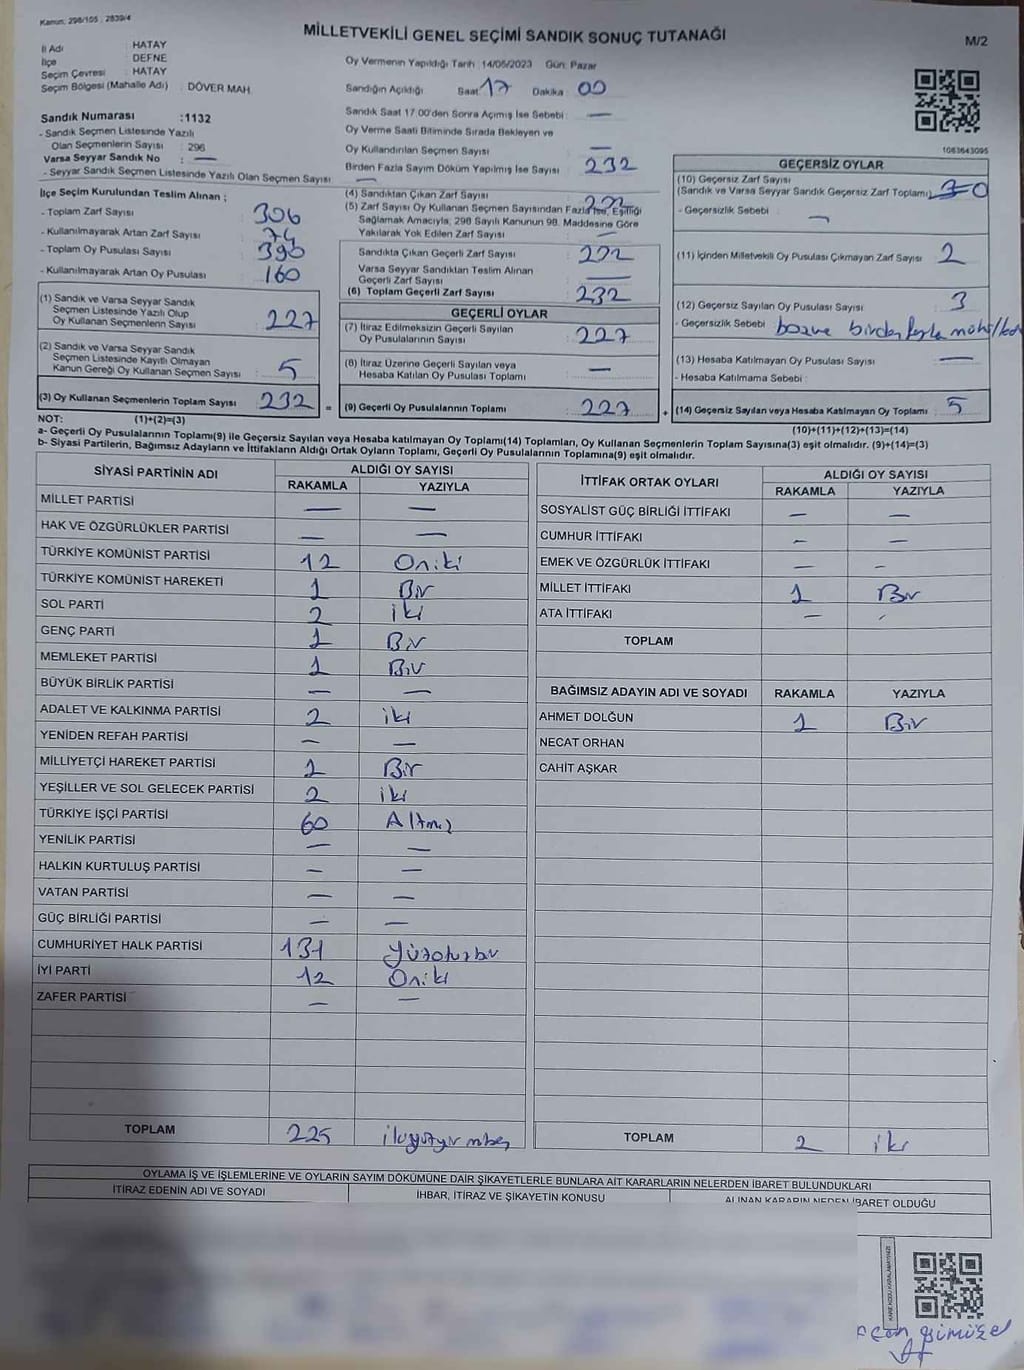 Kanun: 298/105 ; 2839/4
MİLLETVEKİLİ GENEL SEÇİMİ SANDIK SONUÇ TUTANAĞI
M/2
İl Adı : HATAY
İlçe : DEFNE
Seçim Çevresi : HATAY
Seçim Bölgesi (Mahalle Adı) : DÖVER MAH.
Oy Vermenin Yapıldığı Tarih :14/05/2023 Gün: Pazar
Sandığın Açıldığı Saat 17 Dakika : 00
Sandık Saat 17:00'den Sonra Açılmış İse Sebebi : —
Oy Verme Saati Bitiminde Sırada Bekleyen ve
Oy Kullandırılan Seçmen Sayısı : —
Birden Fazla Sayım Döküm Yapılmış İse Sayısı : 232
1083643095
Sandık Numarası :1132
- Sandık Seçmen Listesinde Yazılı
Olan Seçmenlerin Sayısı : 296
Varsa Seyyar Sandık No : —
- Seyyar Sandık Seçmen Listesinde Yazılı Olan Seçmen Sayısı : —
İlçe Seçim Kurulundan Teslim Alınan ;
- Toplam Zarf Sayısı : 306
- Kullanılmayarak Artan Zarf Sayısı : 74
- Toplam Oy Pusulası Sayısı : 390
- Kullanılmayarak Artan Oy Pusulası : 160
(1) Sandık ve Varsa Seyyar Sandık
Seçmen Listesinde Yazılı Olup
Oy Kullanan Seçmenlerin Sayısı : 227
(2) Sandık ve Varsa Seyyar Sandık
Seçmen Listesinde Kayıtlı Olmayan
Kanun Gereği Oy Kullanan Seçmen Sayısı : 5
(3) Oy Kullanan Seçmenlerin Toplam Sayısı : 232
(4) Sandıktan Çıkan Zarf Sayısı :
(5) Zarf Sayısı Oy Kullanan Seçmen Sayısından Fazla İse, Eşitliği
Sağlamak Amacıyla, 298 Sayılı Kanunun 98. Maddesine Göre
Yakılarak Yok Edilen Zarf Sayısı : —
Sandıkta Çıkan Geçerli Zarf Sayısı : 232
Varsa Seyyar Sandıktan Teslim Alınan
Geçerli Zarf Sayısı : —
(6) Toplam Geçerli Zarf Sayısı : 232
GEÇERLİ OYLAR
(7) İtiraz Edilmeksizin Geçerli Sayılan
Oy Pusulalarının Sayısı : 227
(8) İtiraz Üzerine Geçerli Sayılan veya
Hesaba Katılan Oy Pusulası Toplamı : —
= (9) Geçerli Oy Pusulalarının Toplamı : 227
GEÇERSİZ OYLAR
(10) Geçersiz Zarf Sayısı
(Sandık ve Varsa Seyyar Sandık Geçersiz Zarf Toplamı) : 0
- Geçersizlik Sebebi : —
(11) İçinden Milletvekili Oy Pusulası Çıkmayan Zarf Sayısı : 2
(12) Geçersiz Sayılan Oy Pusulası Sayısı : 3
- Geçersizlik Sebebi : birden fazla
(13) Hesaba Katılmayan Oy Pusulası Sayısı : —
- Hesaba Katılmama Sebebi :
+ (14) Geçersiz Sayılan veya Hesaba Katılmayan Oy Toplamı : 5
NOT: (1)+(2)=(3)
(10)+(11)+(12)+(13)=(14)
a- Geçerli Oy Pusulalarının Toplamı(9) ile Geçersiz Sayılan veya Hesaba katılmayan Oy Toplamı(14) Toplamları, Oy Kullanan Seçmenlerin Toplam Sayısına(3) eşit olmalıdır. (9)+(14)=(3)
b- Siyasi Partilerin, Bağımsız Adayların ve İttifakların Aldığı Ortak Oyların Toplamı, Geçerli Oy Pusulalarının Toplamına(9) eşit olmalıdır.
SİYASİ PARTİNİN ADI ALDIĞI OY SAYISI
RAKAMLA YAZIYLA
MİLLET PARTİSİ — —
HAK VE ÖZGÜRLÜKLER PARTİSİ — —
TÜRKİYE KOMÜNİST PARTİSİ 12 Oniki
TÜRKİYE KOMÜNİST HAREKETİ 1 Bir
SOL PARTİ 2 iki
GENÇ PARTİ 1 Bir
MEMLEKET PARTİSİ 1 Bir
BÜYÜK BİRLİK PARTİSİ — —
ADALET VE KALKINMA PARTİSİ 2 iki
YENİDEN REFAH PARTİSİ — —
MİLLİYETÇİ HAREKET PARTİSİ 1 Bir
YEŞİLLER VE SOL GELECEK PARTİSİ 2 iki
TÜRKİYE İŞÇİ PARTİSİ 60 Altmış
YENİLİK PARTİSİ — —
HALKIN KURTULUŞ PARTİSİ — —
VATAN PARTİSİ — —
GÜÇ BİRLİĞİ PARTİSİ — —
CUMHURİYET HALK PARTİSİ 131 yüzotuzbir
İYİ PARTİ 12 Oniki
ZAFER PARTİSİ — —
TOPLAM 225 ikiyüzyirmibeş
İTTİFAK ORTAK OYLARI ALDIĞI OY SAYISI
RAKAMLA YAZIYLA
SOSYALİST GÜÇ BİRLİĞİ İTTİFAKI — —
CUMHUR İTTİFAKI — —
EMEK VE ÖZGÜRLÜK İTTİFAKI — —
MİLLET İTTİFAKI 1 Bir
ATA İTTİFAKI —
TOPLAM
BAĞIMSIZ ADAYIN ADI VE SOYADI RAKAMLA YAZIYLA
AHMET DOLĞUN 1 Bir
NECAT ORHAN
CAHİT AŞKAR
TOPLAM 2 iki
OYLAMA İŞ VE İŞLEMLERİNE VE OYLARIN SAYIM DÖKÜMÜNE DAİR ŞİKAYETLERLE BUNLARA AİT KARARLARIN NELERDEN İBARET BULUNDUKLARI
İTİRAZ EDENİN ADI VE SOYADI İHBAR, İTİRAZ VE ŞİKAYETİN KONUSU ALINAN KARARIN NEDEN İBARET OLDUĞU
KARE KODU KARALAMAYINIZ!